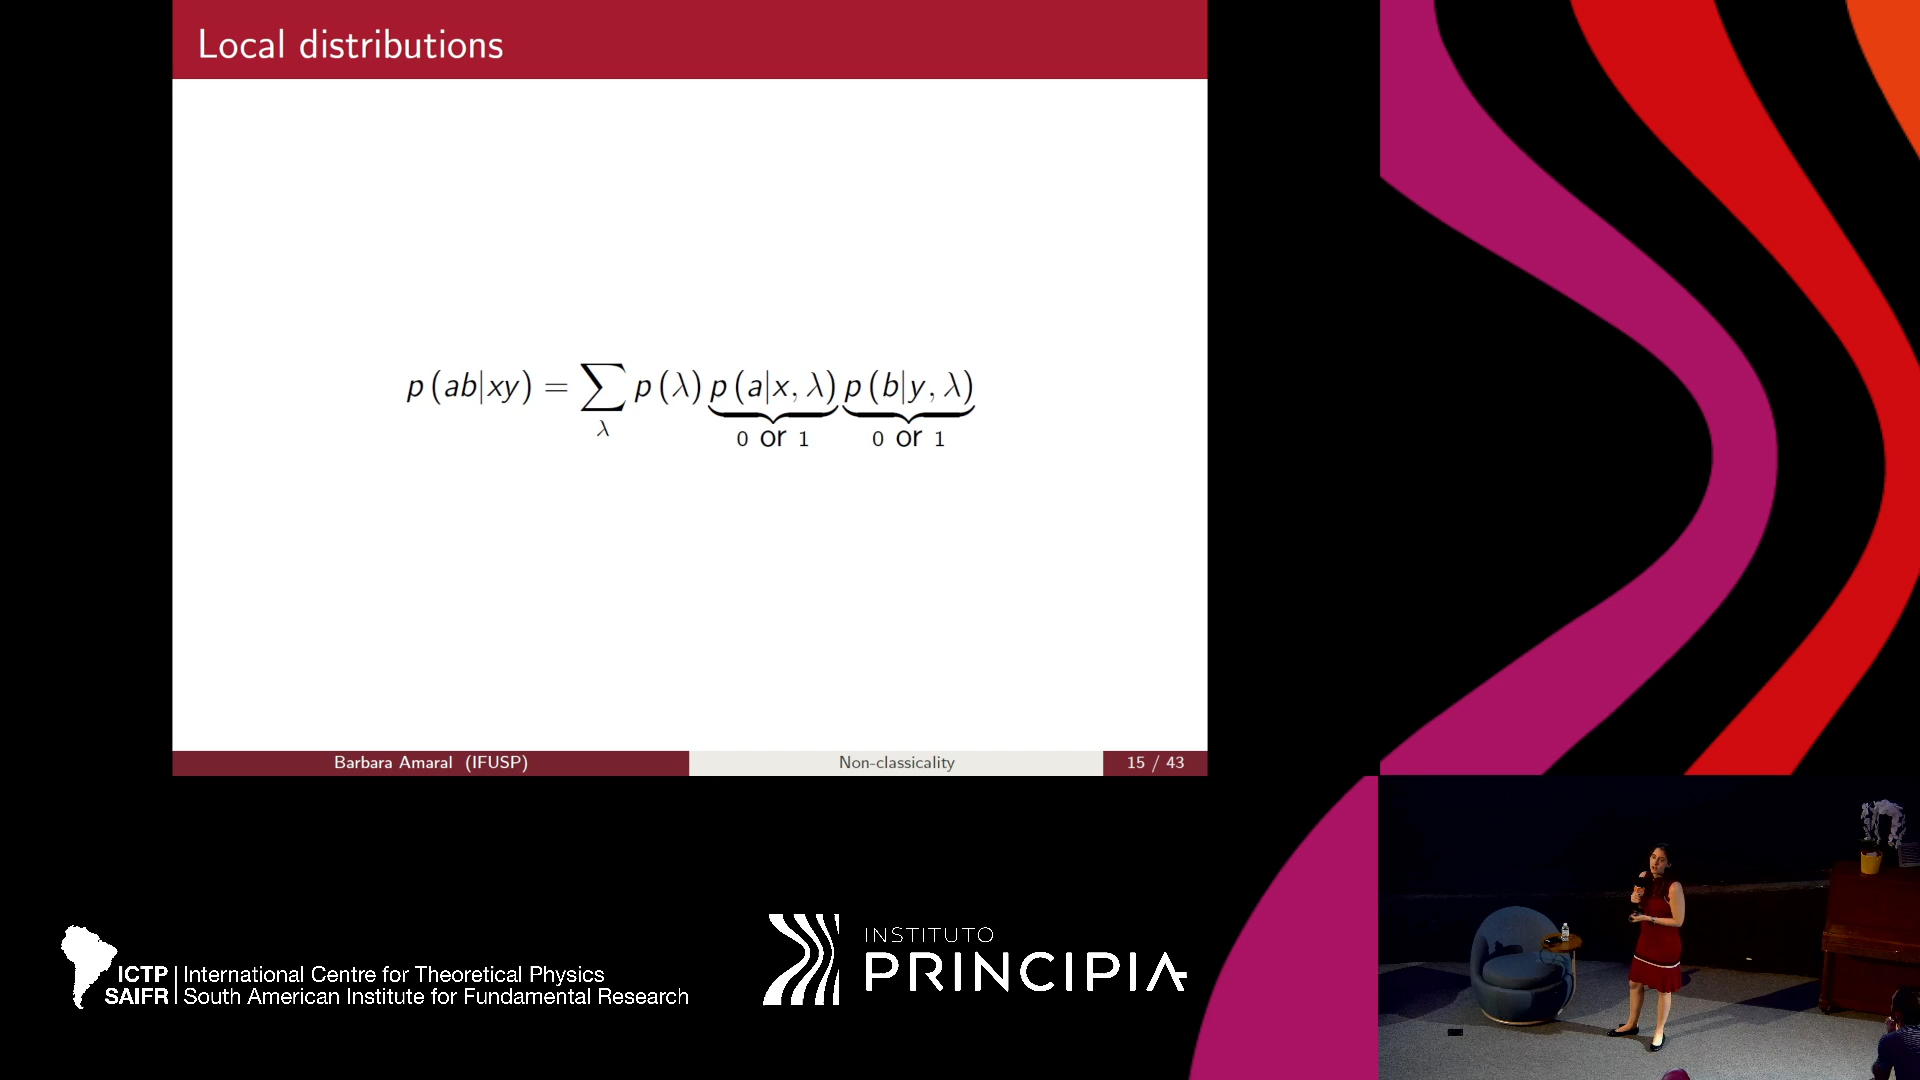 Local distributions
p (ab|xy) = ∑ p (λ) p (a|x, λ) p (b|y, λ)
λ 0 or 1 0 or 1
Barbara Amaral (IFUSP) Non-classicality 15 / 43
ICTP International Centre for Theoretical Physics
SAIFR South American Institute for Fundamental Research
INSTITUTO
PRINCIPIA